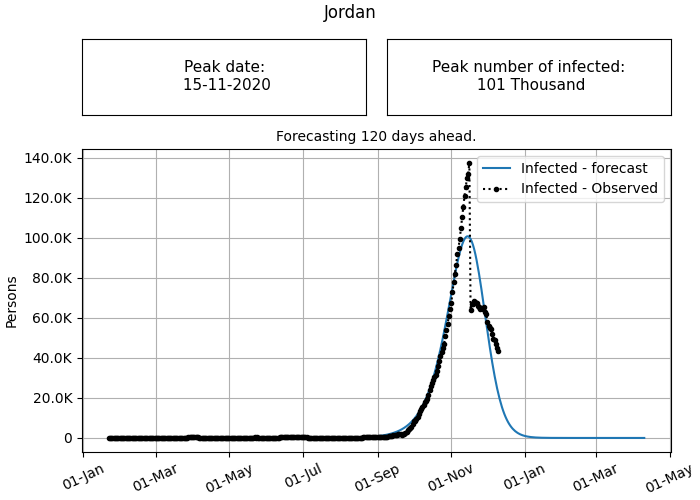 Jordan
Peak date:
15-11-2020
Peak number of infected:
101 Thousand
Forecasting 120 days ahead.
Infected - forecast
Infected - Observed
Persons
140.0K
120.0K
100.0K
80.0K
60.0K
40.0K
20.0K
0
01-Jan
01-Mar
01-May
01-Jul
01-Sep
01-Nov
01-Jan
01-Mar
01-May